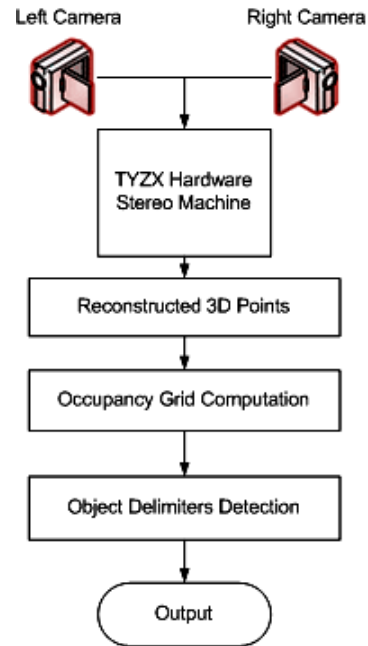 Left Camera
Right Camera
TYZX Hardware
Stereo Machine
Reconstructed 3D Points
Occupancy Grid Computation
Object Delimiters Detection
Output